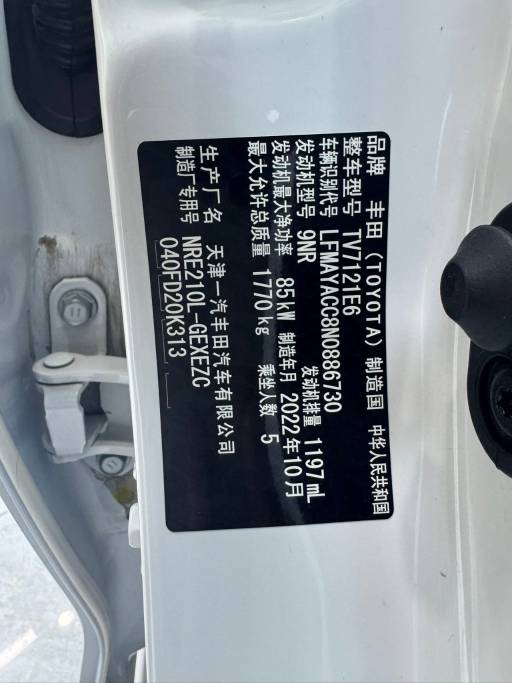 品牌 丰田 (TOYOTA) 制造国 中华人民共和国
整车型号 TV7121E6
车辆识别代号 LFMAYACC8N0886730
发动机型号 9NR 发动机排量 1197 mL
发动机最大净功率 85 kW 制造年月 2022年10月
最大允许总质量 1770 kg 乘坐人数 5
生产厂名 天津一汽丰田汽车有限公司
制造厂专用号 NRE210L-GEXEZC
040FD20K313